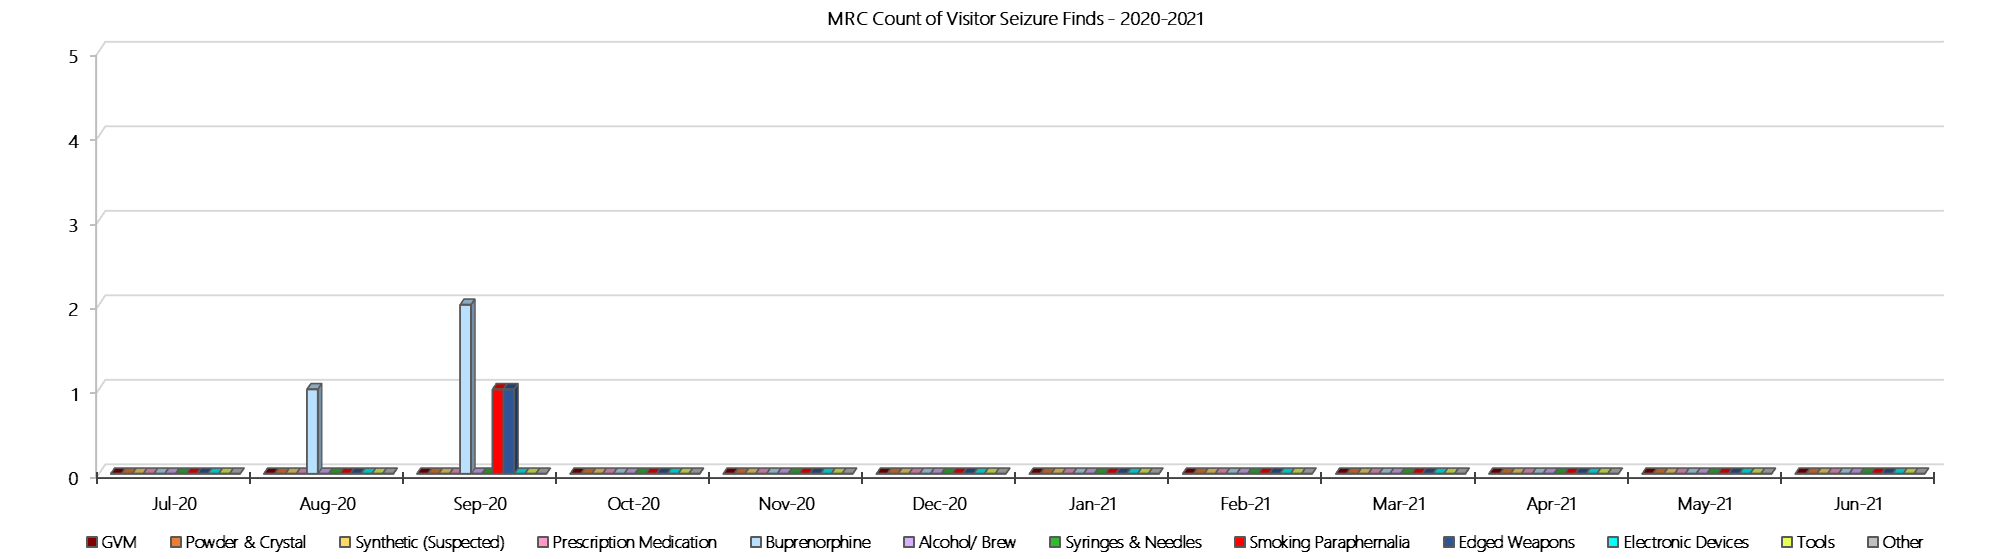 MRC Count of Visitor Seizure Finds - 2020-2021
5
4
3
2
1
0
Jul-20 Aug-20 Sep-20 Oct-20 Nov-20 Dec-20 Jan-21 Feb-21 Mar-21 Apr-21 May-21 Jun-21
GVM Powder & Crystal Synthetic (Suspected) Prescription Medication Buprenorphine Alcohol/ Brew Syringes & Needles Smoking Paraphernalia Edged Weapons Electronic Devices Tools Other